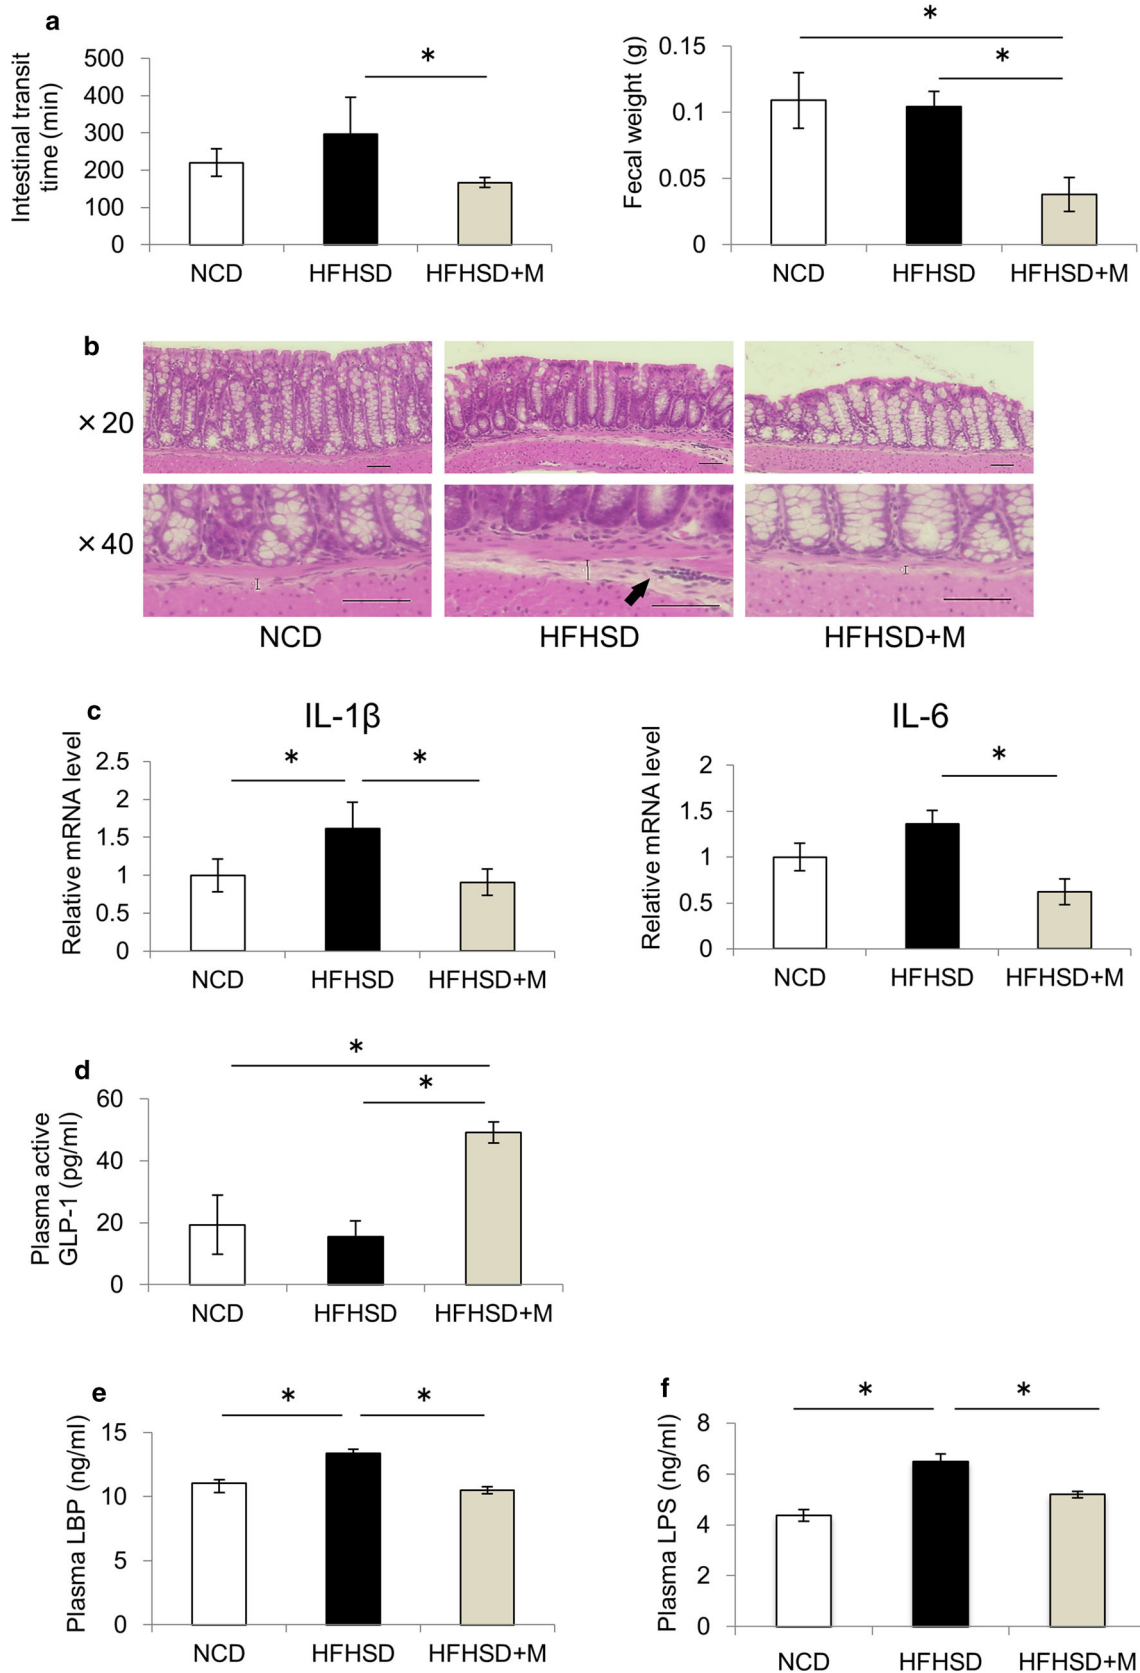 a
*
Intestinal transit
time (min)
500
400
300
200
100
0
NCD
HFHSD
HFHSD+M
*
*
Fecal weight (g)
0.15
0.1
0.05
0
NCD
HFHSD
HFHSD+M
b
×20
×40
NCD
HFHSD
HFHSD+M
c
IL-1β
*
*
Relative mRNA level
2.5
2
1.5
1
0.5
0
NCD
HFHSD
HFHSD+M
IL-6
*
Relative mRNA level
2
1.5
1
0.5
0
NCD
HFHSD
HFHSD+M
d
*
*
Plasma active
GLP-1 (pg/ml)
60
40
20
0
NCD
HFHSD
HFHSD+M
e
*
*
Plasma LBP (ng/ml)
15
10
5
0
NCD
HFHSD
HFHSD+M
f
*
*
Plasma LPS (ng/ml)
8
6
4
2
0
NCD
HFHSD
HFHSD+M